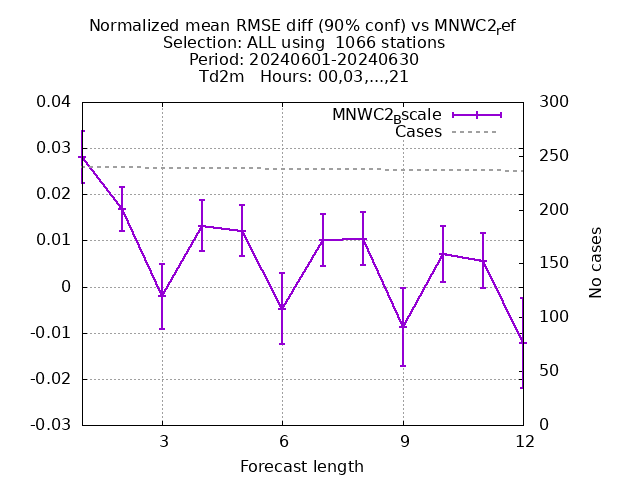 Normalized mean RMSE diff (90% conf) vs MNWC2ref
Selection: ALL using  1066 stations
Period: 20240601-20240630
Td2m   Hours: 00,03,...,21
MNWC2Bscale
Cases
0.04
0.03
0.02
0.01
0
-0.01
-0.02
-0.03
300
250
200
150
100
50
0
No cases
3
6
9
12
Forecast length